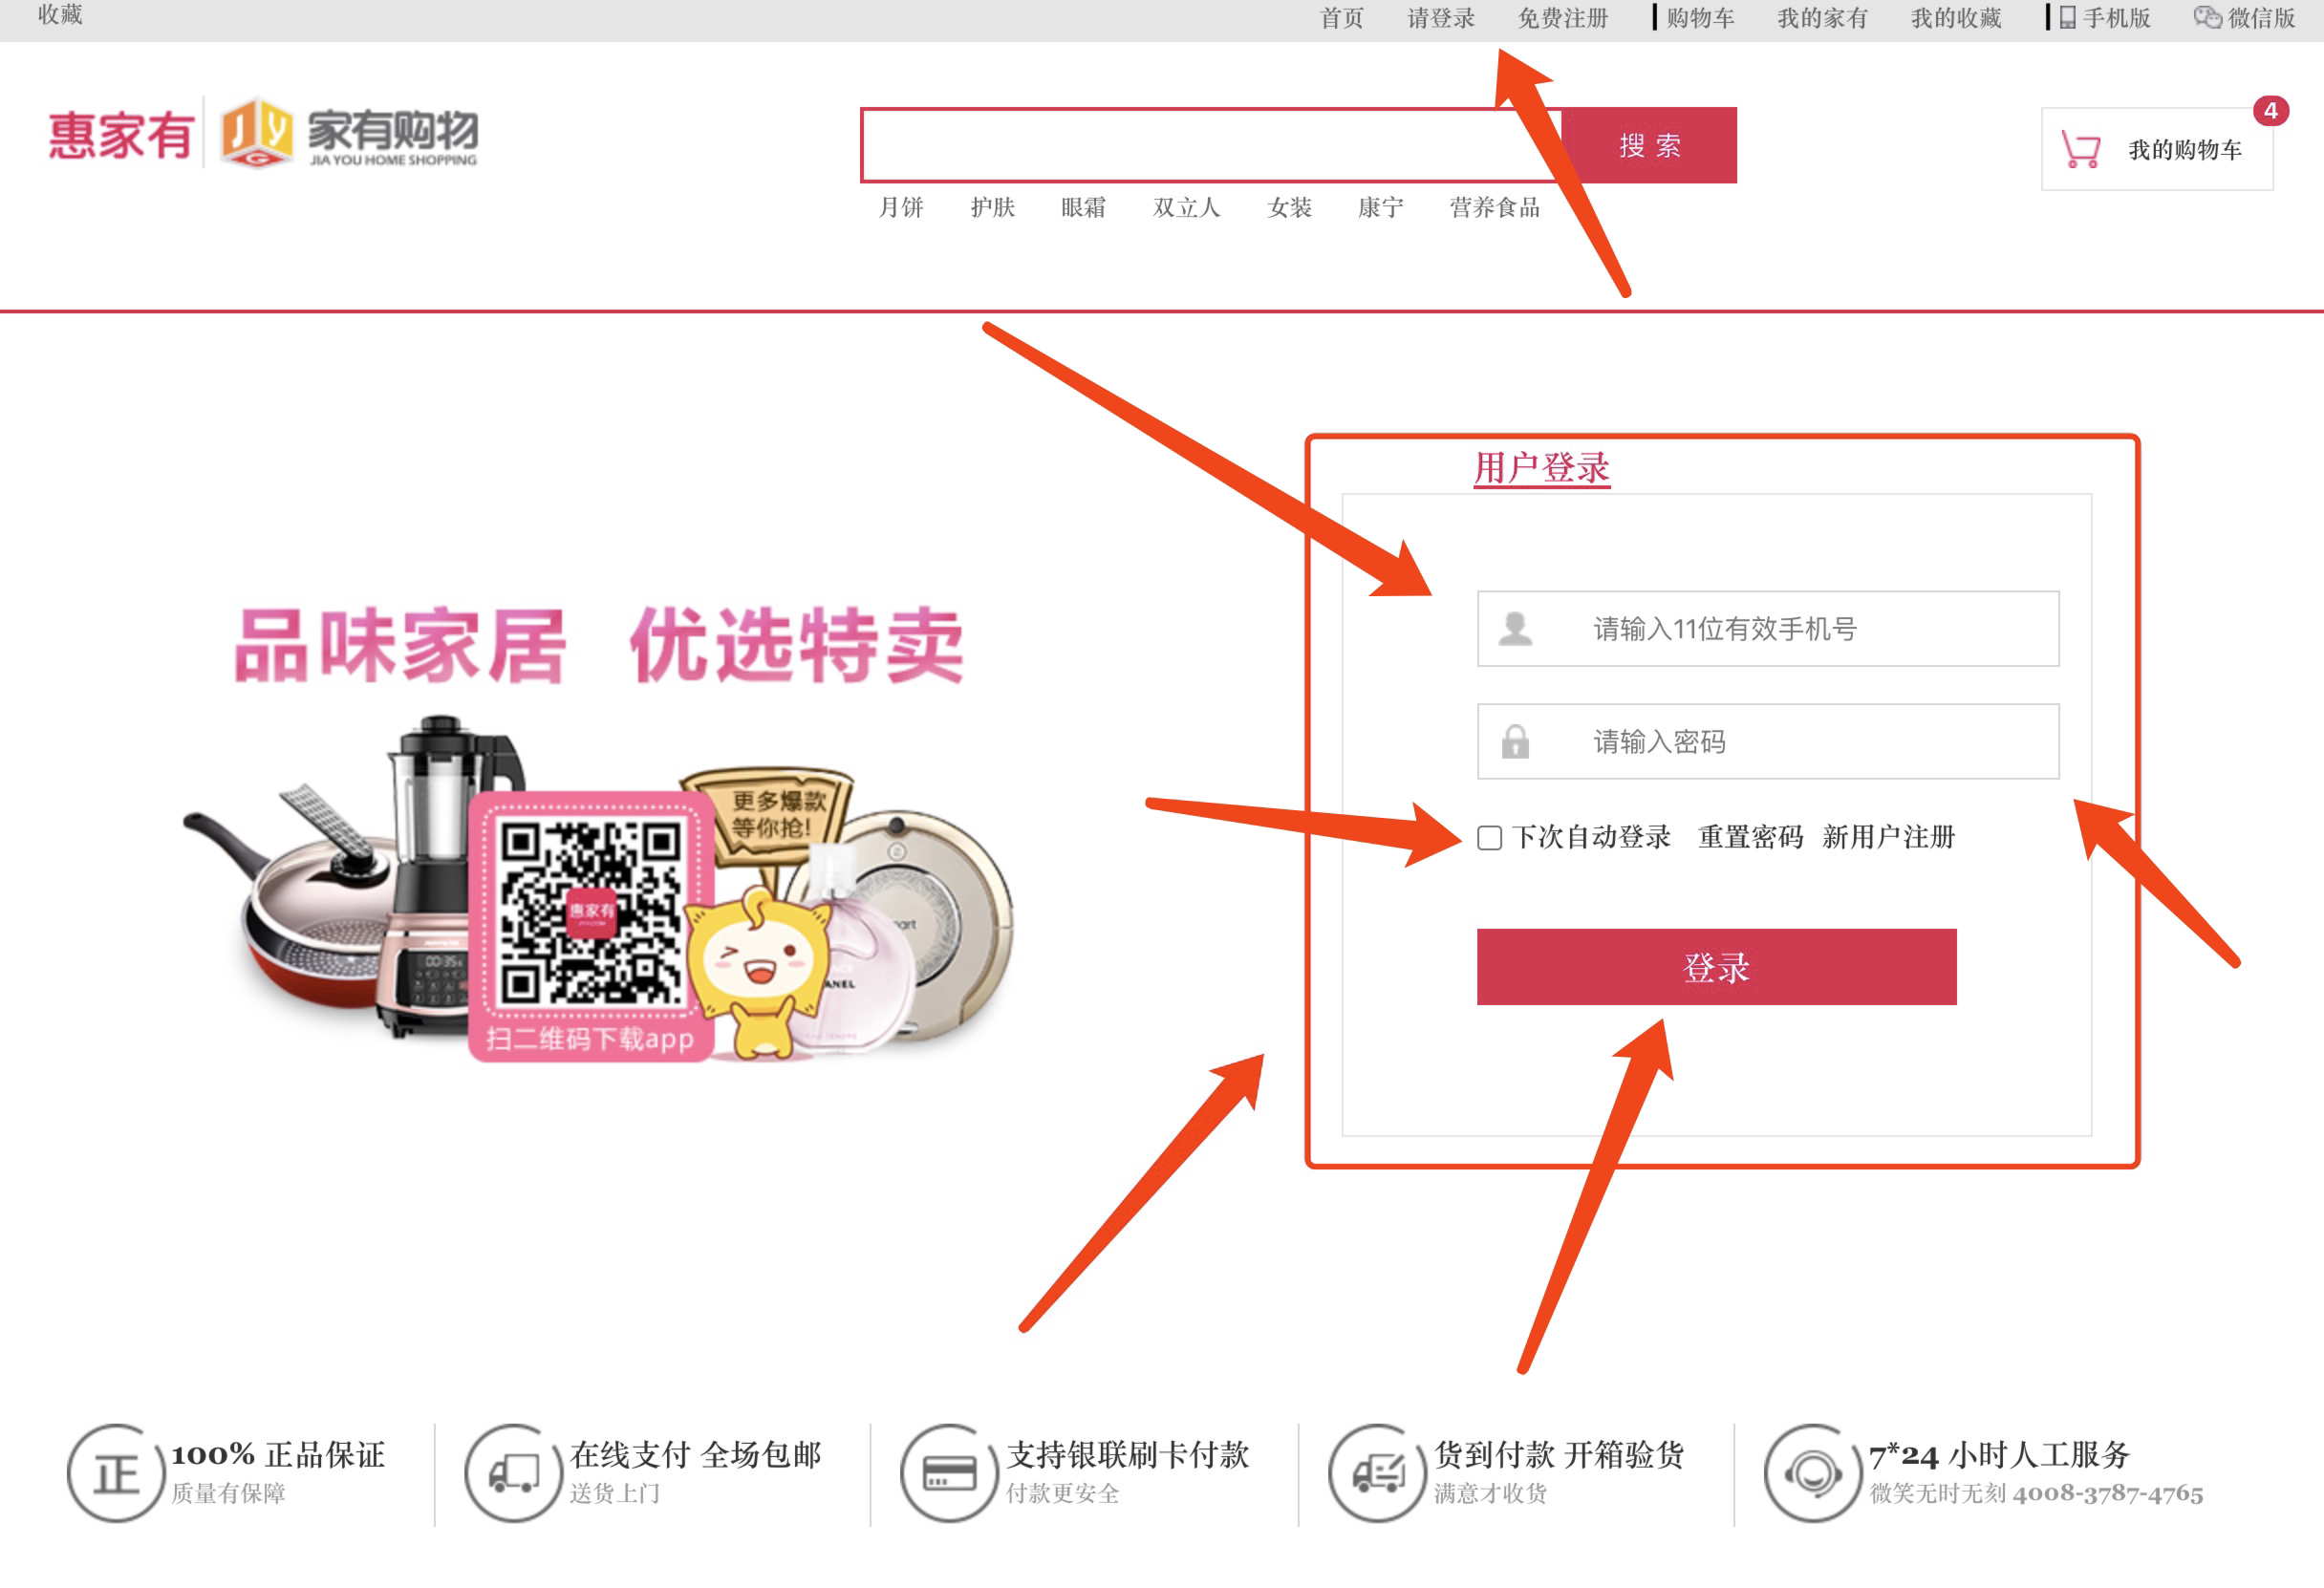 收藏
首页 请登录 免费注册 购物车 我的家有 我的收藏 手机版 微信版
惠家有 JyG 家有购物
JIA YOU HOME SHOPPING
搜 索
4
我的购物车
月饼 护肤 眼霜 双立人 女装 康宁 营养食品
用户登录
请输入11位有效手机号
请输入密码
下次自动登录 重置密码 新用户注册
登录
品味家居 优选特卖
更多爆款
等你抢!
惠家有
00:35
扫二维码下载app
100% 正品保证
质量有保障
在线支付 全场包邮
送货上门
支持银联刷卡付款
付款更安全
货到付款 开箱验货
满意才收货
7*24 小时人工服务
微笑无时无刻 4008-3787-4765
正